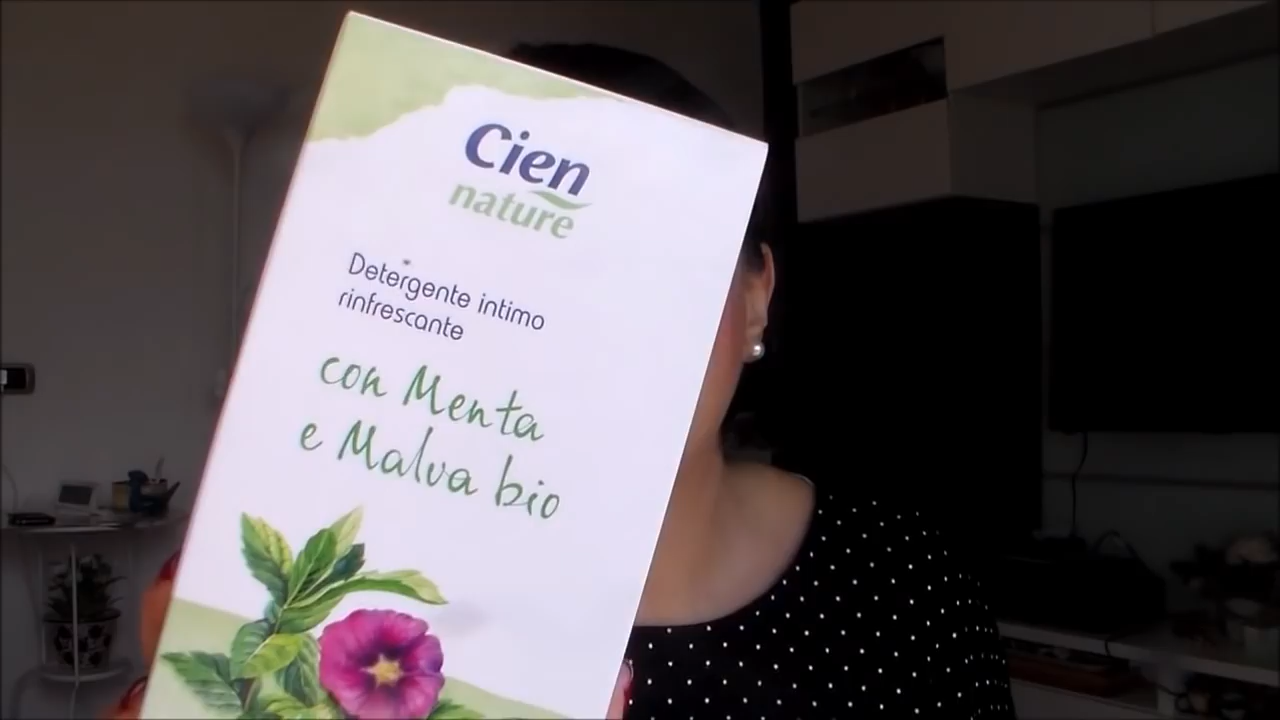 Cien
nature
Detergente intimo
rinfrescante
con Menta
e Malva bio